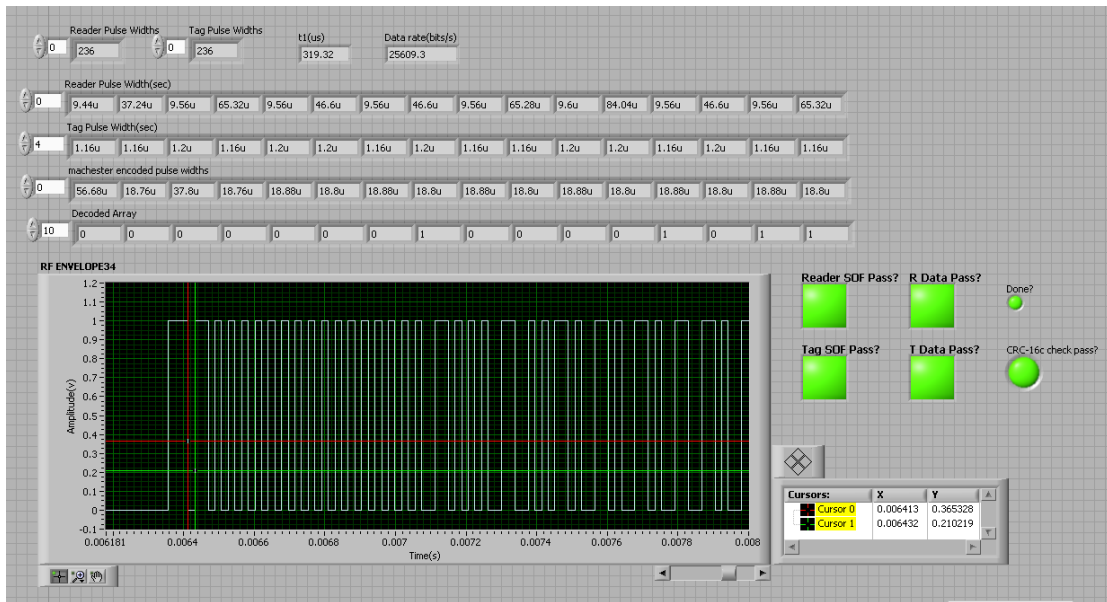 Reader Pulse Widths Tag Pulse Widths t1(us) Data rate(bits/s)
0 236 0 236 319.32 25609.3
Reader Pulse Width(sec)
0 9.44u 37.24u 9.56u 65.32u 9.56u 46.6u 9.56u 46.6u 9.56u 65.28u 9.6u 84.04u 9.56u 46.6u 9.56u 65.32u
Tag Pulse Width(sec)
4 1.16u 1.16u 1.2u 1.16u 1.2u 1.2u 1.16u 1.2u 1.16u 1.16u 1.2u 1.2u 1.16u 1.2u 1.16u 1.16u
machester encoded pulse widths
0 56.68u 18.76u 37.8u 18.76u 18.88u 18.8u 18.88u 18.8u 18.88u 18.8u 18.88u 18.8u 18.88u 18.8u 18.88u 18.8u
Decoded Array
10 0 0 0 0 0 0 0 1 0 0 0 0 1 0 1 1
RF ENVELOPE34
1.2
1.1
1
0.9
0.8
0.7
0.6
0.5
0.4
0.3
0.2
0.1
0
-0.1
Amplitude(v)
0.006181 0.0064 0.0066 0.0068 0.007 0.0072 0.0074 0.0076 0.0078 0.008
Time(s)
Reader SOF Pass? R Data Pass? Done?
Tag SOF Pass? T Data Pass? CRC-16c check pass?
Cursors: X Y
Cursor 0 0.006413 0.365328
Cursor 1 0.006432 0.210219